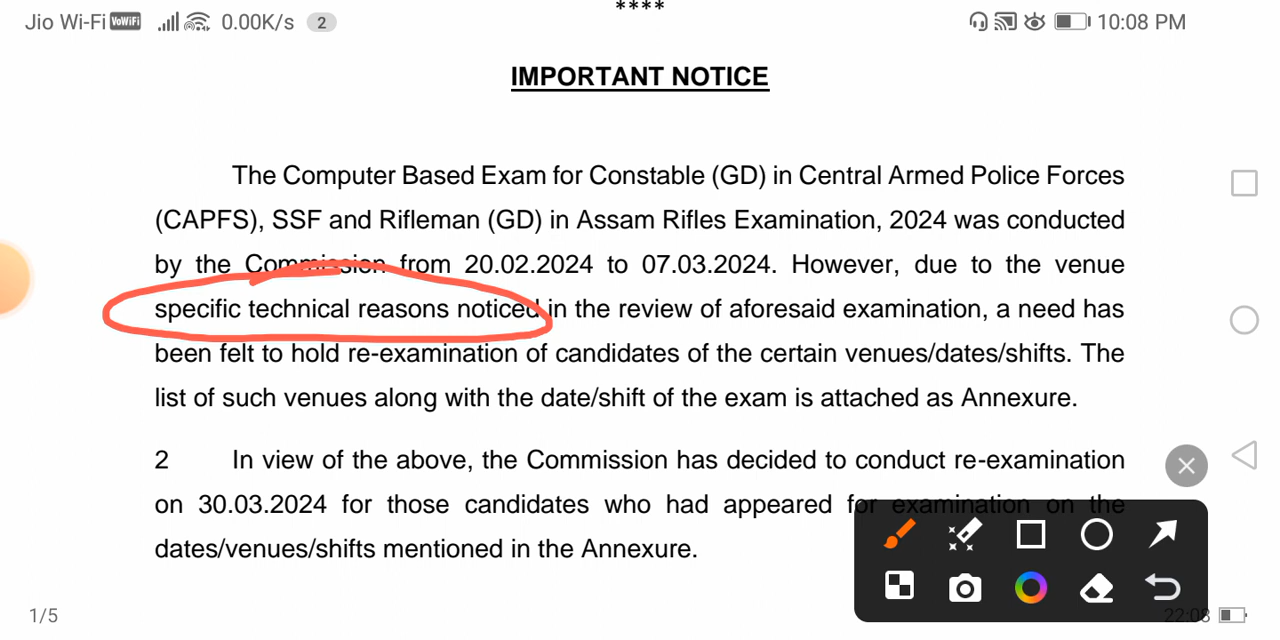 ****
Jio Wi-Fi VoWiFi 0.00K/s 2 10:08 PM
IMPORTANT NOTICE
The Computer Based Exam for Constable (GD) in Central Armed Police Forces
(CAPFS), SSF and Rifleman (GD) in Assam Rifles Examination, 2024 was conducted
by the Commission from 20.02.2024 to 07.03.2024. However, due to the venue
specific technical reasons noticed in the review of aforesaid examination, a need has
been felt to hold re-examination of candidates of the certain venues/dates/shifts. The
list of such venues along with the date/shift of the exam is attached as Annexure.
2 In view of the above, the Commission has decided to conduct re-examination
on 30.03.2024 for those candidates who had appeared for examination on the
dates/venues/shifts mentioned in the Annexure.
1/5 22:08